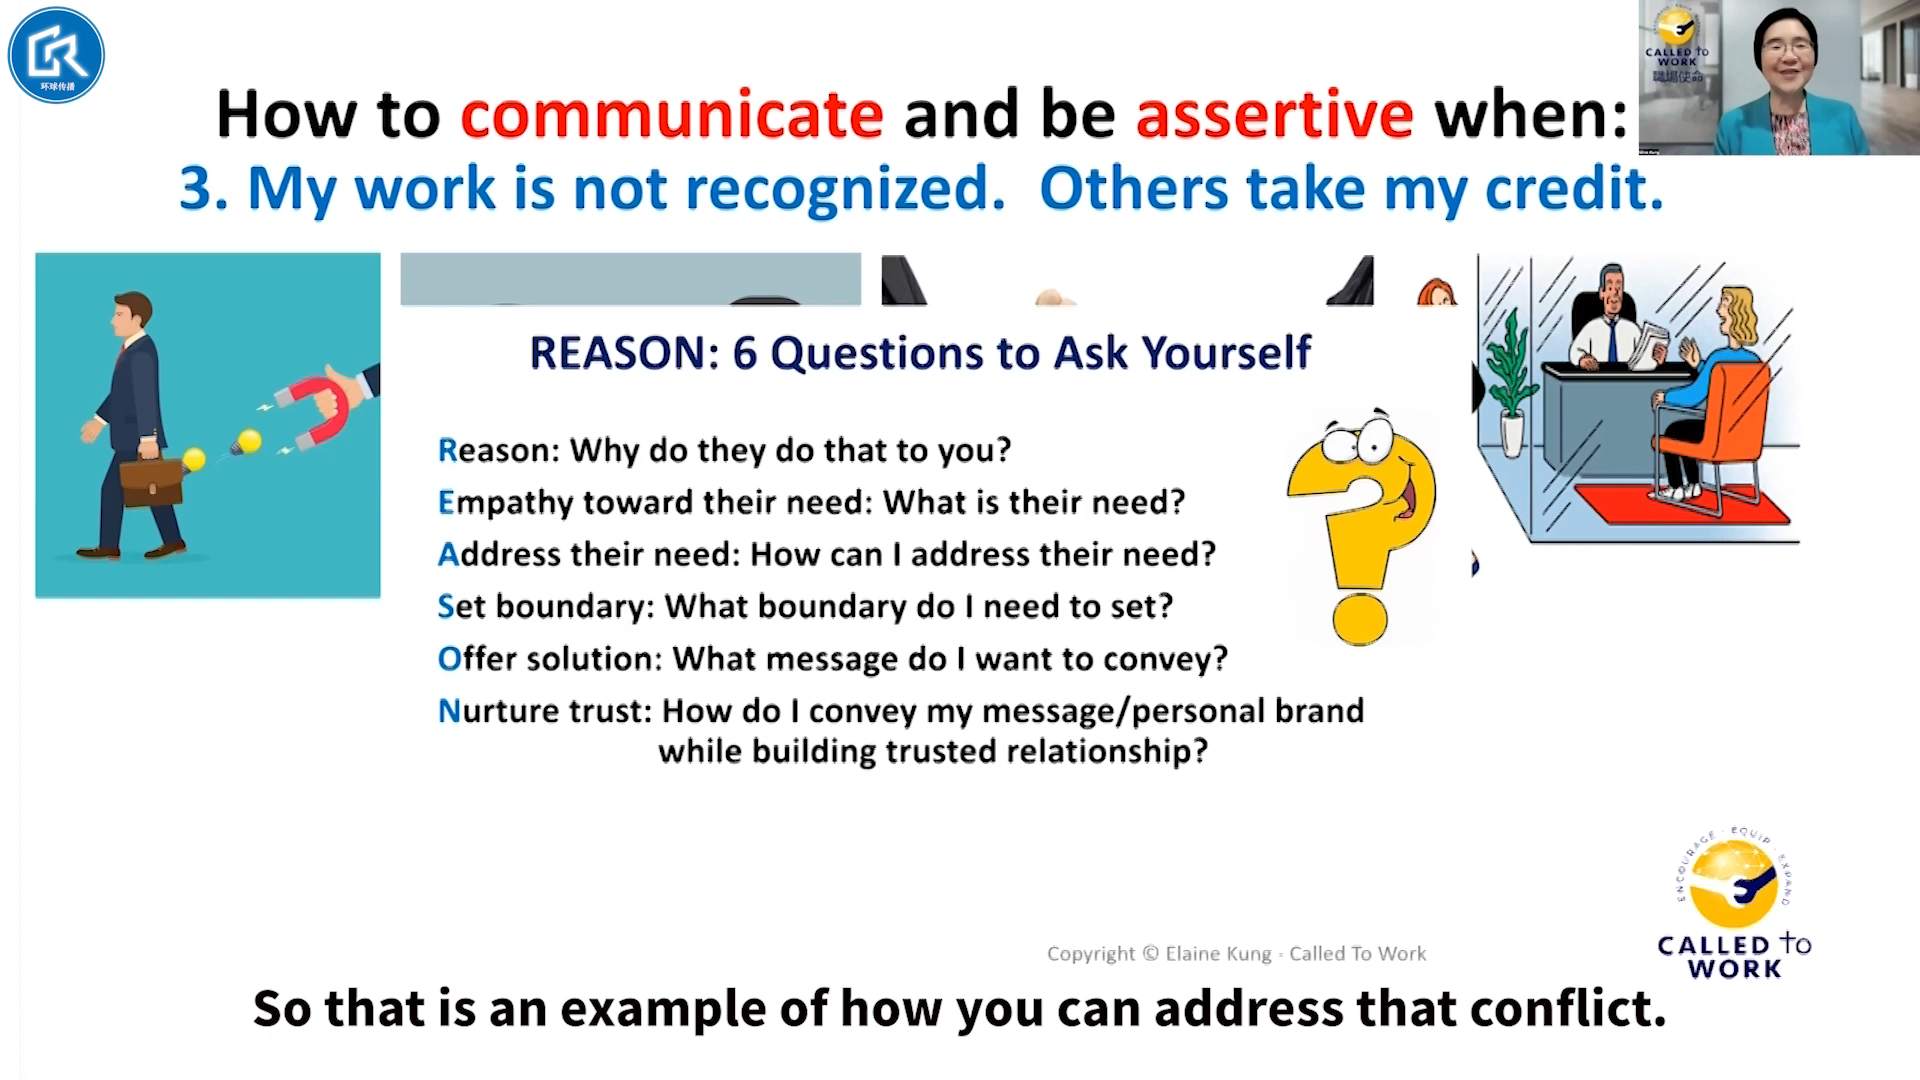 环球传播
CALLED to
WORK
職場使命
How to communicate and be assertive when:
3. My work is not recognized. Others take my credit.
REASON: 6 Questions to Ask Yourself
Reason: Why do they do that to you?
Empathy toward their need: What is their need?
Address their need: How can I address their need?
Set boundary: What boundary do I need to set?
Offer solution: What message do I want to convey?
Nurture trust: How do I convey my message/personal brand
while building trusted relationship?
ENCOURAGE · EQUIP · EXPAND
CALLED to
WORK
Copyright © Elaine Kung - Called To Work
So that is an example of how you can address that conflict.